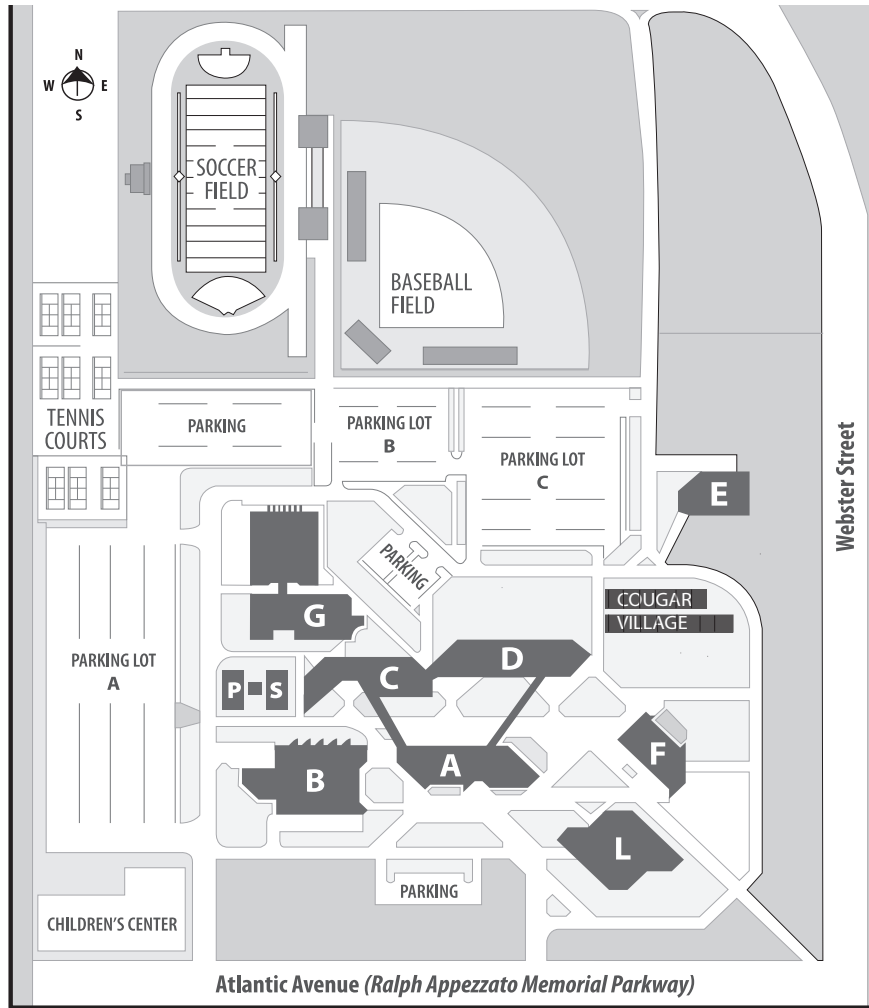 N
W E
S
SOCCER
FIELD
BASEBALL
FIELD
TENNIS
COURTS
PARKING
PARKING LOT
B
PARKING LOT
C
E
Webster Street
PARKING
COUGAR
VILLAGE
G
D
C
PARKING LOT
A
P S
F
A
B
L
PARKING
CHILDREN'S CENTER
Atlantic Avenue (Ralph Appezzato Memorial Parkway)